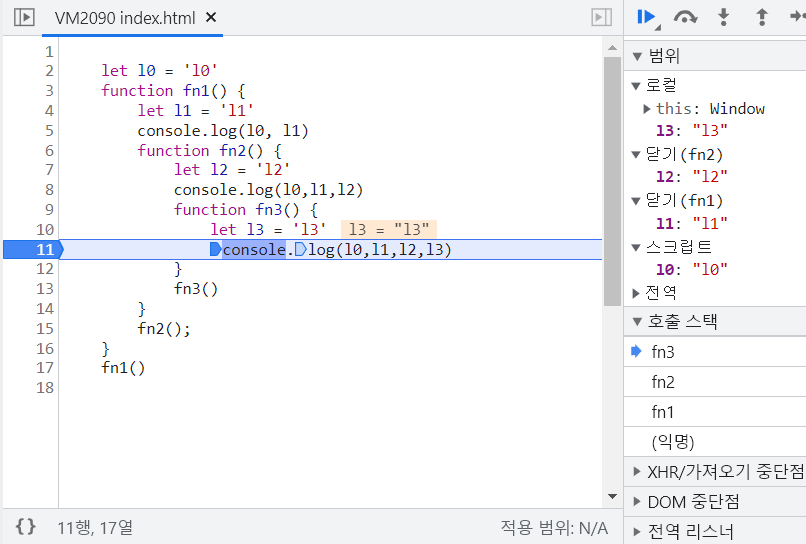 VM2090 index.html ×
1
2 let l0 = 'l0'
3 function fn1() {
4 let l1 = 'l1'
5 console.log(l0, l1)
6 function fn2() {
7 let l2 = 'l2'
8 console.log(l0,l1,l2)
9 function fn3() {
10 let l3 = 'l3' l3 = "l3"
11 console.log(l0,l1,l2,l3)
12 }
13 fn3()
14 }
15 fn2();
16 }
17 fn1()
18
{} 11행, 17열 적용 범위: N/A
범위
로컬
this: Window
l3: "l3"
닫기(fn2)
l2: "l2"
닫기(fn1)
l1: "l1"
스크립트
l0: "l0"
전역
호출 스택
fn3
fn2
fn1
(익명)
XHR/가져오기 중단점
DOM 중단점
전역 리스너